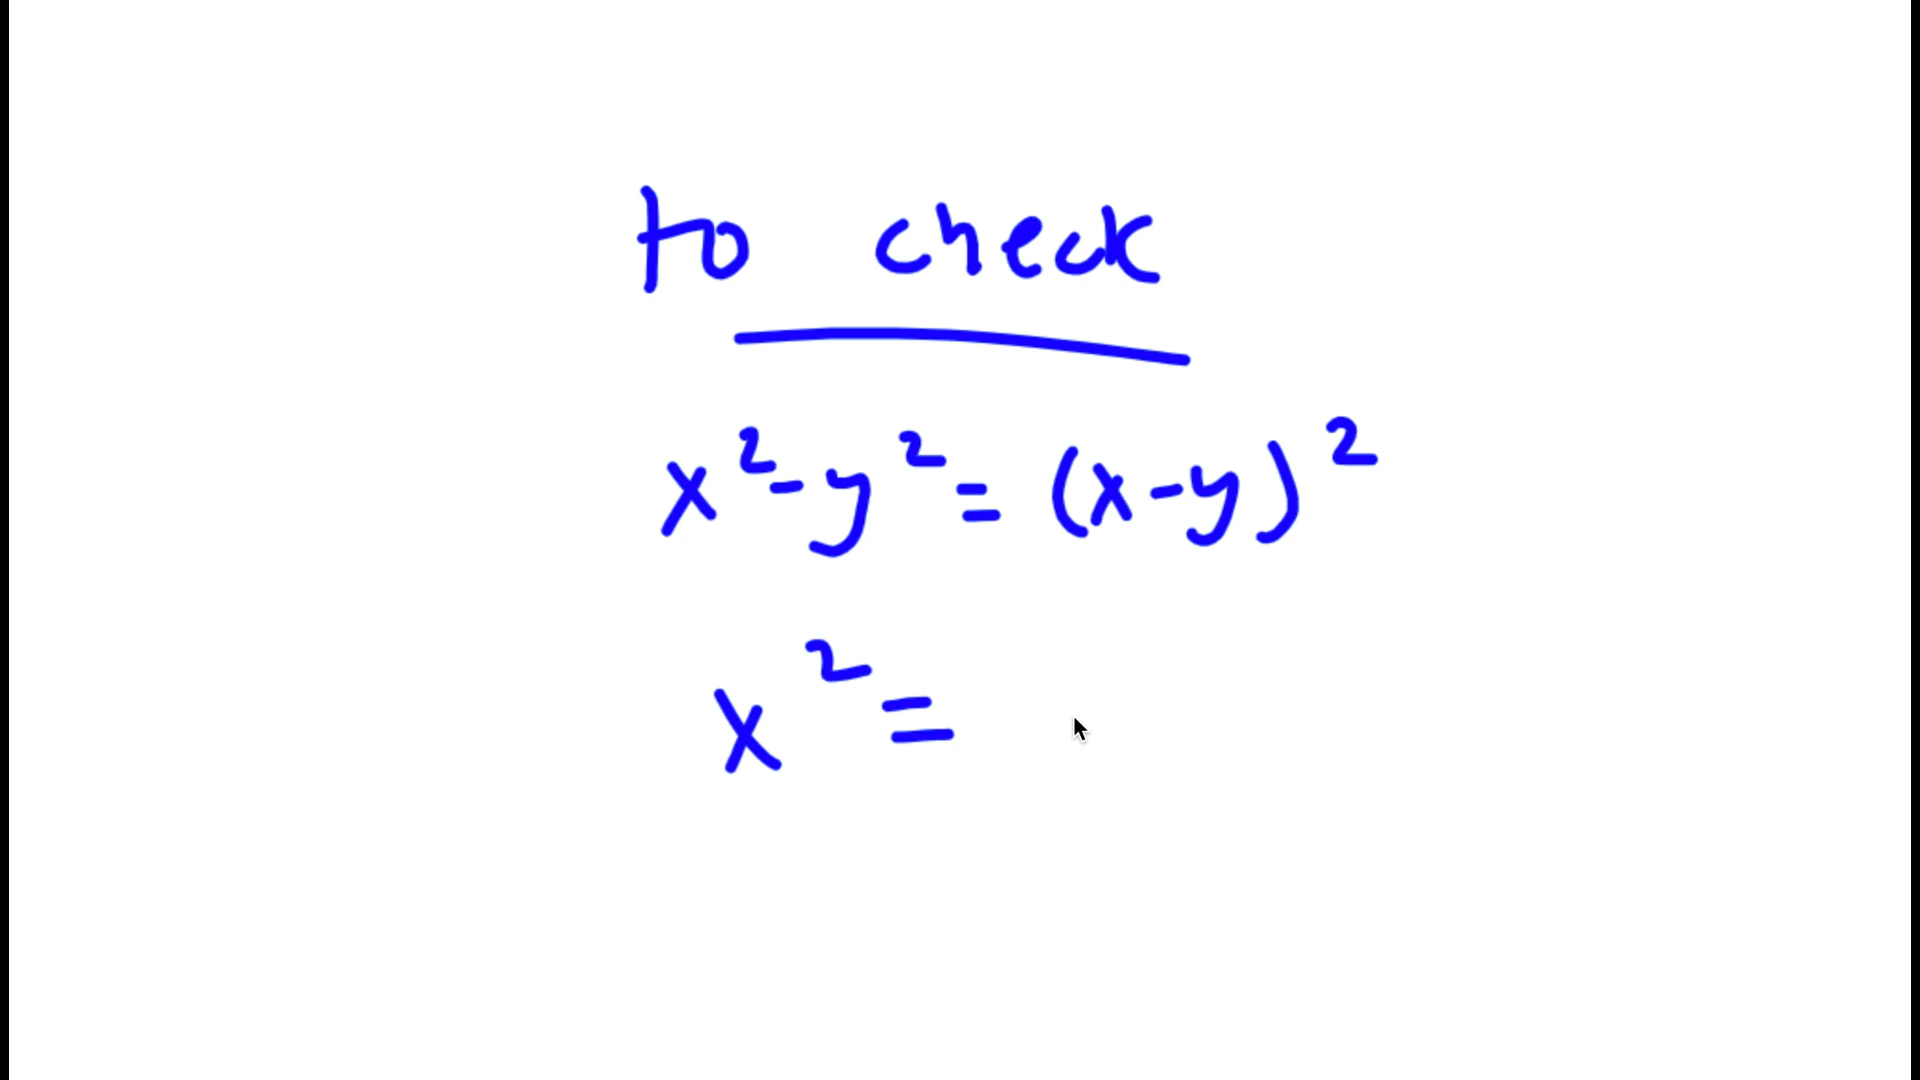 to check
x²-y²= (x-y)²
x²=